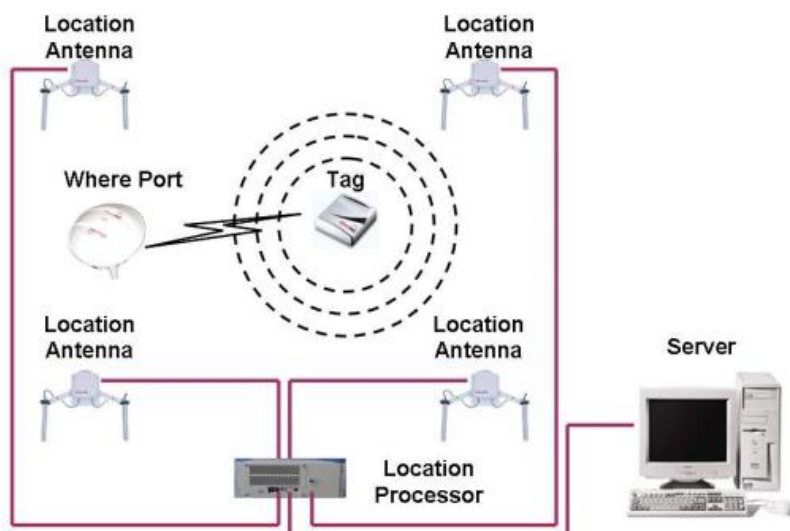 Location
Antenna
Location
Antenna
Where Port
Tag
Location
Antenna
Location
Antenna
Server
Location
Processor